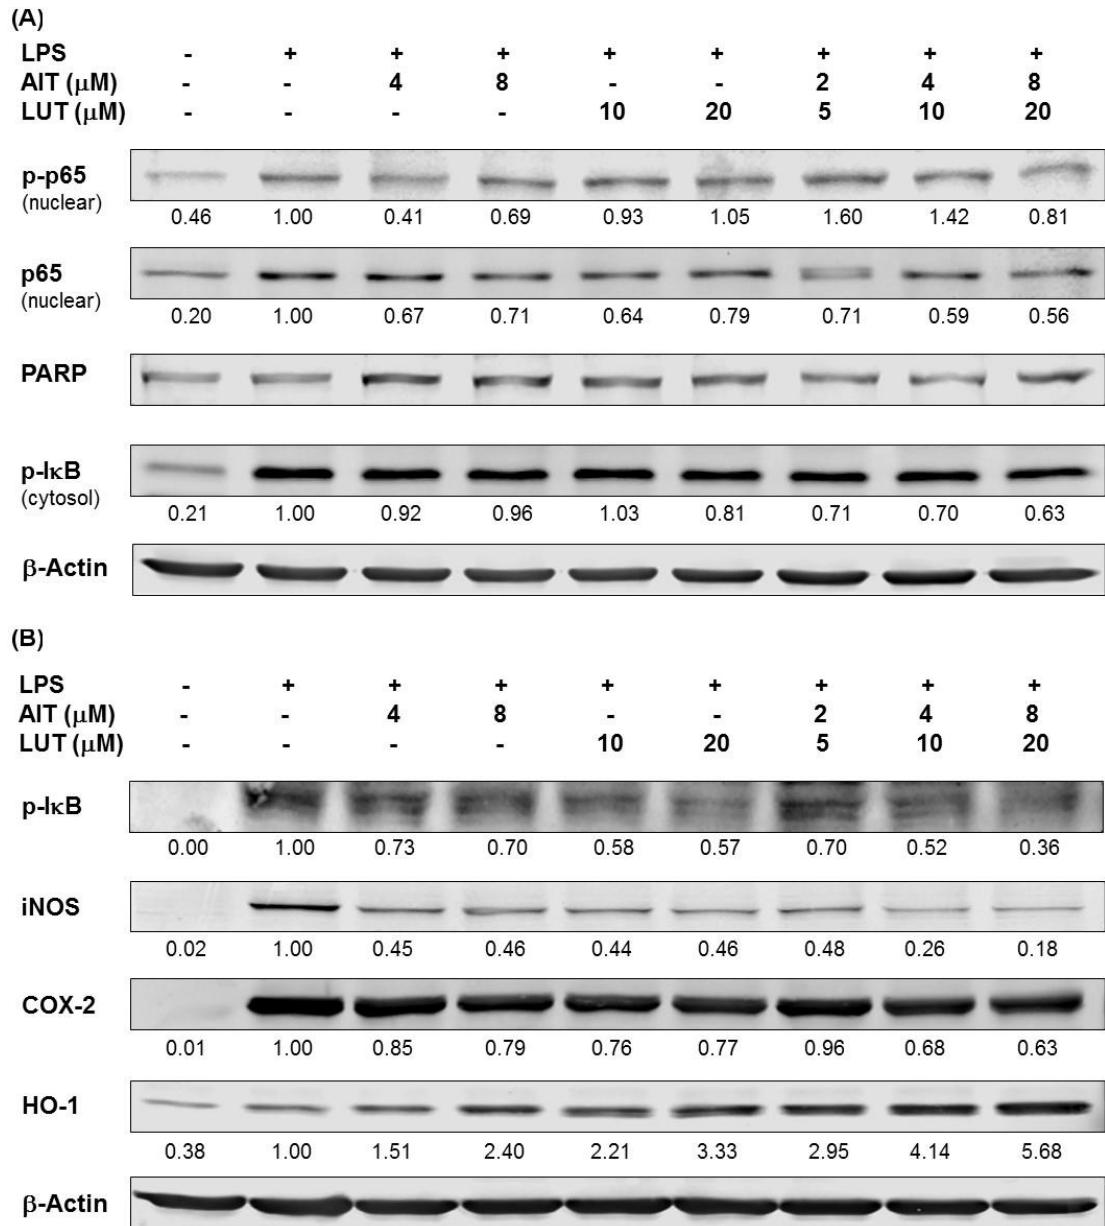 (A)
LPS - + + + + + + + +
AIT (μM) - - 4 8 - - 2 4 8
LUT (μM) - - - - 10 20 5 10 20
p-p65
(nuclear)
0.46 1.00 0.41 0.69 0.93 1.05 1.60 1.42 0.81
p65
(nuclear)
0.20 1.00 0.67 0.71 0.64 0.79 0.71 0.59 0.56
PARP
p-IκB
(cytosol)
0.21 1.00 0.92 0.96 1.03 0.81 0.71 0.70 0.63
β-Actin
(B)
LPS - + + + + + + + +
AIT (μM) - - 4 8 - - 2 4 8
LUT (μM) - - - - 10 20 5 10 20
p-IκB
0.00 1.00 0.73 0.70 0.58 0.57 0.70 0.52 0.36
iNOS
0.02 1.00 0.45 0.46 0.44 0.46 0.48 0.26 0.18
COX-2
0.01 1.00 0.85 0.79 0.76 0.77 0.96 0.68 0.63
HO-1
0.38 1.00 1.51 2.40 2.21 3.33 2.95 4.14 5.68
β-Actin